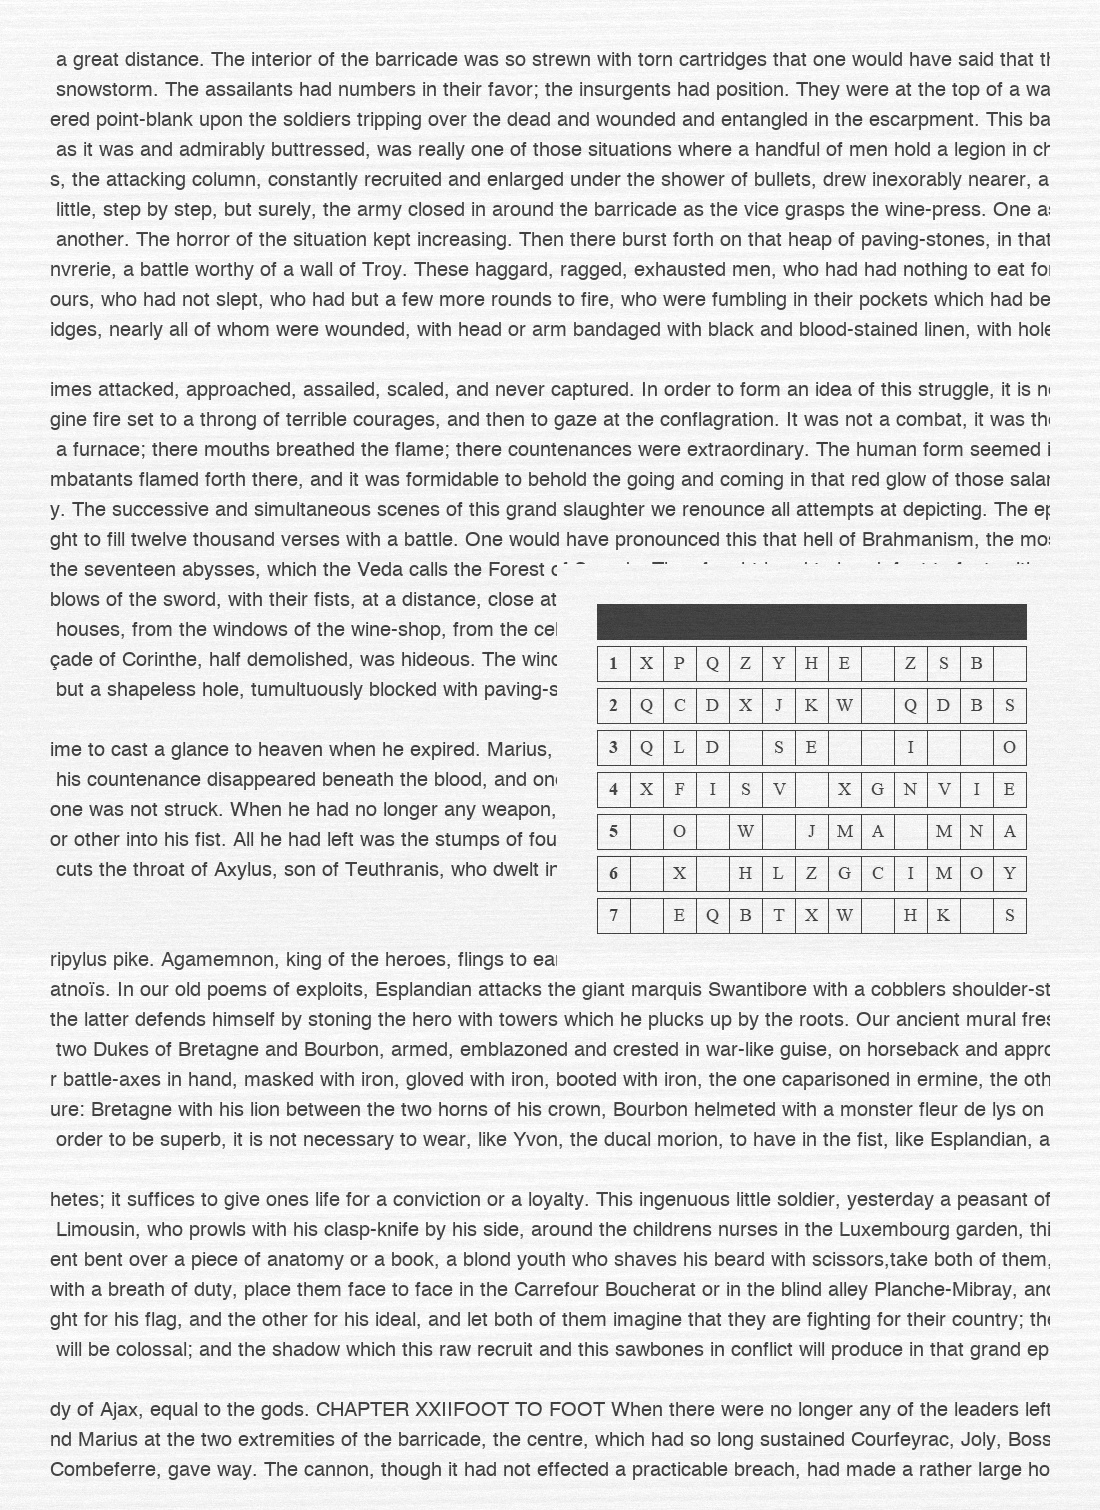 a great distance. The interior of the barricade was so strewn with torn cartridges that one would have said that
snowstorm. The assailants had numbers in their favor; the insurgents had position. They were at the top of a wa
ered point-blank upon the soldiers tripping over the dead and wounded and entangled in the escarpment. This ba
as it was and admirably buttressed, was really one of those situations where a handful of men hold a legion in ch
s, the attacking column, constantly recruited and enlarged under the shower of bullets, drew inexorably nearer, a
little, step by step, but surely, the army closed in around the barricade as the vice grasps the wine-press. One as
another. The horror of the situation kept increasing. Then there burst forth on that heap of paving-stones, in that
nvrerie, a battle worthy of a wall of Troy. These haggard, ragged, exhausted men, who had had nothing to eat for
ours, who had not slept, who had but a few more rounds to fire, who were fumbling in their pockets which had be
idges, nearly all of whom were wounded, with head or arm bandaged with black and blood-stained linen, with hole
imes attacked, approached, assailed, scaled, and never captured. In order to form an idea of this struggle, it is
gine fire set to a throng of terrible courages, and then to gaze at the conflagration. It was not a combat, it was the
a furnace; there mouths breathed the flame; there countenances were extraordinary. The human form seemed
mbatants flamed forth there, and it was formidable to behold the going and coming in that red glow of those salar
y. The successive and simultaneous scenes of this grand slaughter we renounce all attempts at depicting. The ep
ght to fill twelve thousand verses with a battle. One would have pronounced this that hell of Brahmanism, the mos
the seventeen abysses, which the Veda calls the Forest
blows of the sword, with their fists, at a distance, close at
houses, from the windows of the wine-shop, from the cel
çade of Corinthe, half demolished, was hideous. The wind
but a shapeless hole, tumultuously blocked with paving-s
1 X P Q Z Y H E Z S B
2 Q C D X J K W Q D B S
3 Q L D S E I O
4 X F I S V X G N V I E
5 O W J M A M N A
6 X H L Z G C I M O Y
7 E Q B T X W H K S
ime to cast a glance to heaven when he expired. Marius,
his countenance disappeared beneath the blood, and one
one was not struck. When he had no longer any weapon,
or other into his fist. All he had left was the stumps of fou
cuts the throat of Axylus, son of Teuthranis, who dwelt in
ripylus pike. Agamemnon, king of the heroes, flings to ear
atnoïs. In our old poems of exploits, Esplandian attacks the giant marquis Swantibore with a cobblers shoulder-st
the latter defends himself by stoning the hero with towers which he plucks up by the roots. Our ancient mural fres
two Dukes of Bretagne and Bourbon, armed, emblazoned and crested in war-like guise, on horseback and appro
r battle-axes in hand, masked with iron, gloved with iron, booted with iron, the one caparisoned in ermine, the oth
ure: Bretagne with his lion between the two horns of his crown, Bourbon helmeted with a monster fleur de lys on
order to be superb, it is not necessary to wear, like Yvon, the ducal morion, to have in the fist, like Esplandian, a
hetes; it suffices to give ones life for a conviction or a loyalty. This ingenuous little soldier, yesterday a peasant of
Limousin, who prowls with his clasp-knife by his side, around the childrens nurses in the Luxembourg garden, thi
ent bent over a piece of anatomy or a book, a blond youth who shaves his beard with scissors,take both of them,
with a breath of duty, place them face to face in the Carrefour Boucherat or in the blind alley Planche-Mibray, and
ght for his flag, and the other for his ideal, and let both of them imagine that they are fighting for their country; the
will be colossal; and the shadow which this raw recruit and this sawbones in conflict will produce in that grand ep
dy of Ajax, equal to the gods. CHAPTER XXIIFOOT TO FOOT When there were no longer any of the leaders left
nd Marius at the two extremities of the barricade, the centre, which had so long sustained Courfeyrac, Joly, Boss
Combeferre, gave way. The cannon, though it had not effected a practicable breach, had made a rather large ho